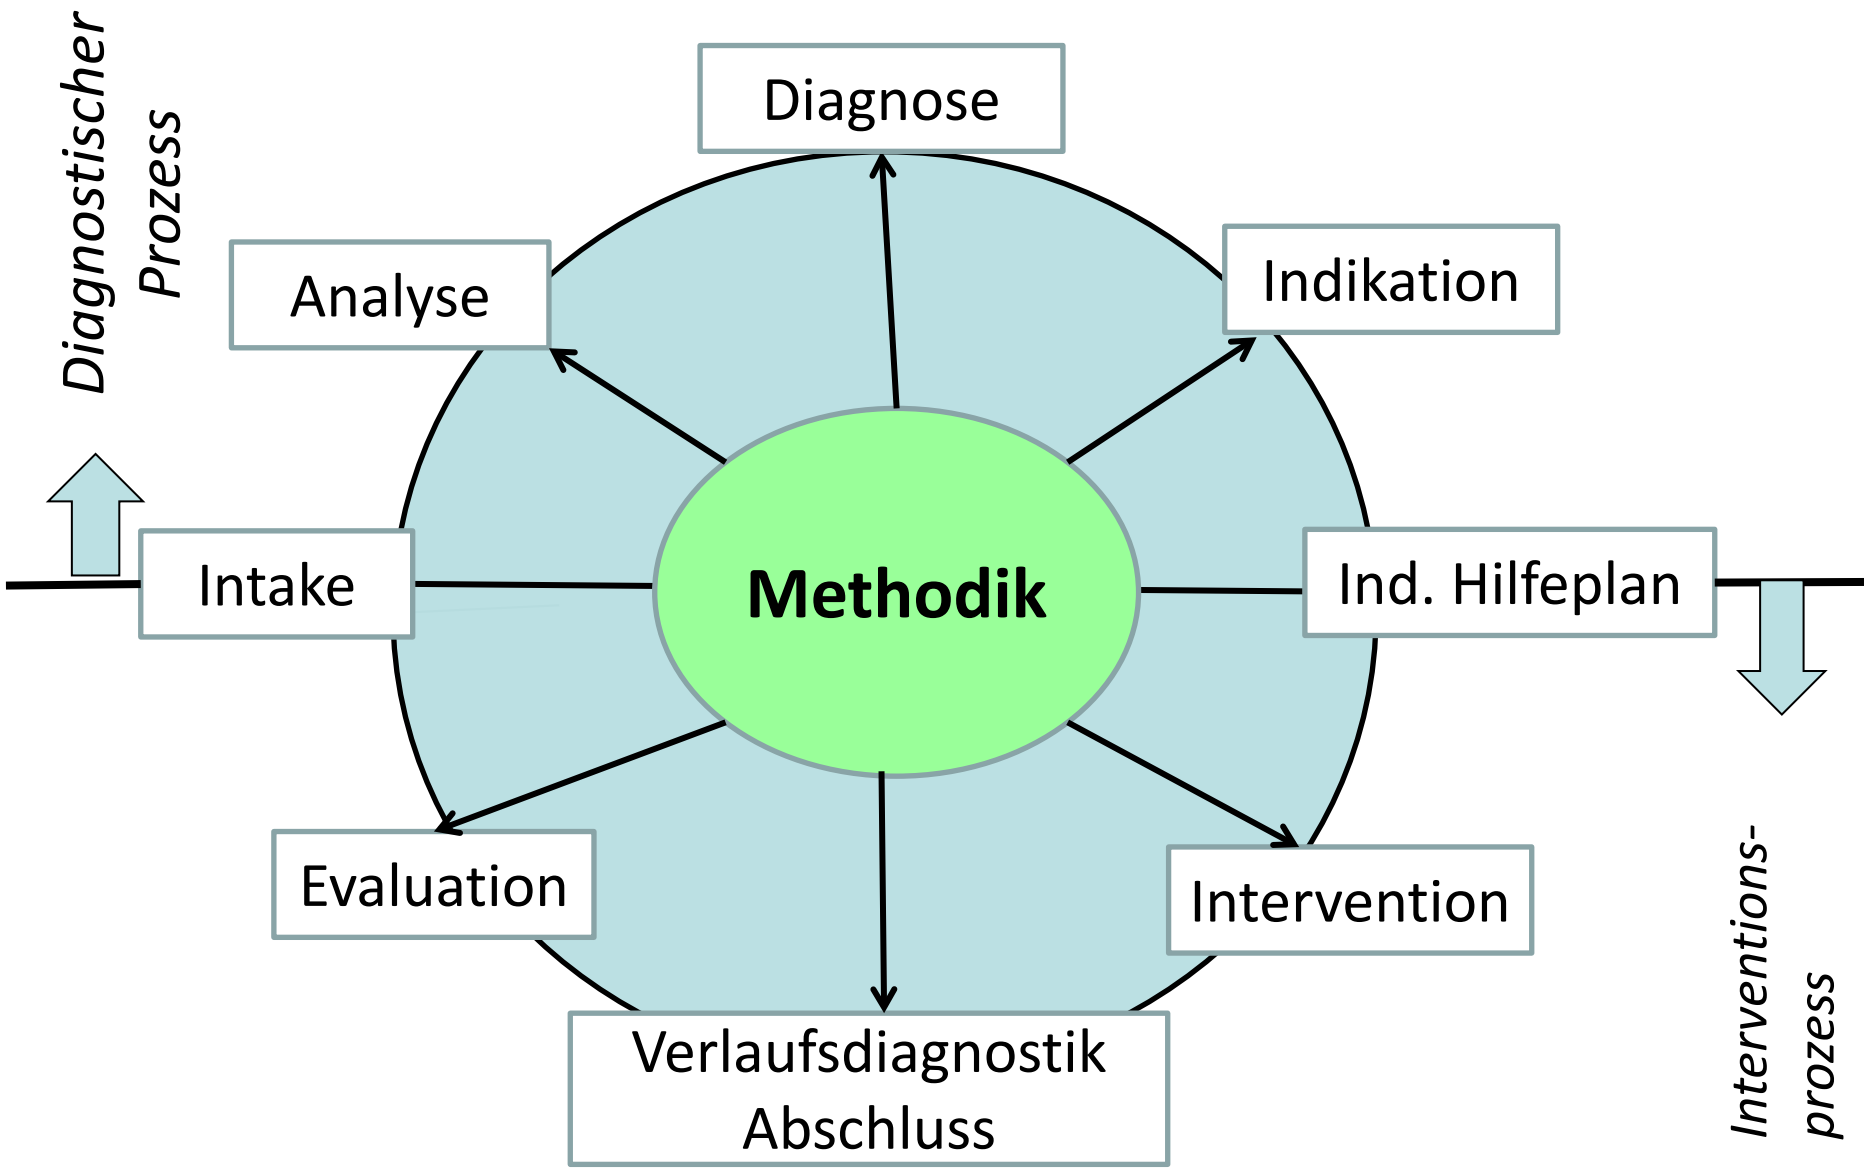 Diagnostischer
Prozess
Diagnose
Analyse
Indikation
Intake
Methodik
Ind. Hilfeplan
Evaluation
Intervention
Verlaufsdiagnostik
Abschluss
Interventions-
prozess